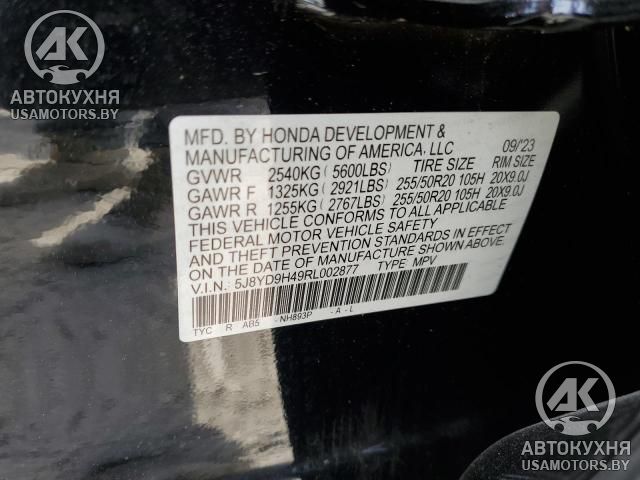 АК
АВТОКУХНЯ
USAMOTORS.BY
MFD. BY HONDA DEVELOPMENT &
MANUFACTURING OF AMERICA, LLC 09/'23
GVWR 2540KG (5600LBS) TIRE SIZE RIM SIZE
GAWR F 1325KG (2921LBS) 255/50R20 105H 20X9.0J
GAWR R 1255KG (2767LBS) 255/50R20 105H 20X9.0J
THIS VEHICLE CONFORMS TO ALL APPLICABLE
FEDERAL MOTOR VEHICLE SAFETY
AND THEFT PREVENTION STANDARDS IN EFFECT
ON THE DATE OF MANUFACTURE SHOWN ABOVE.
V.I.N.: 5J8YD9H49RL002877 TYPE MPV
TYC R AB5 -NH893P -A-L
АК
АВТОКУХНЯ
USAMOTORS.BY